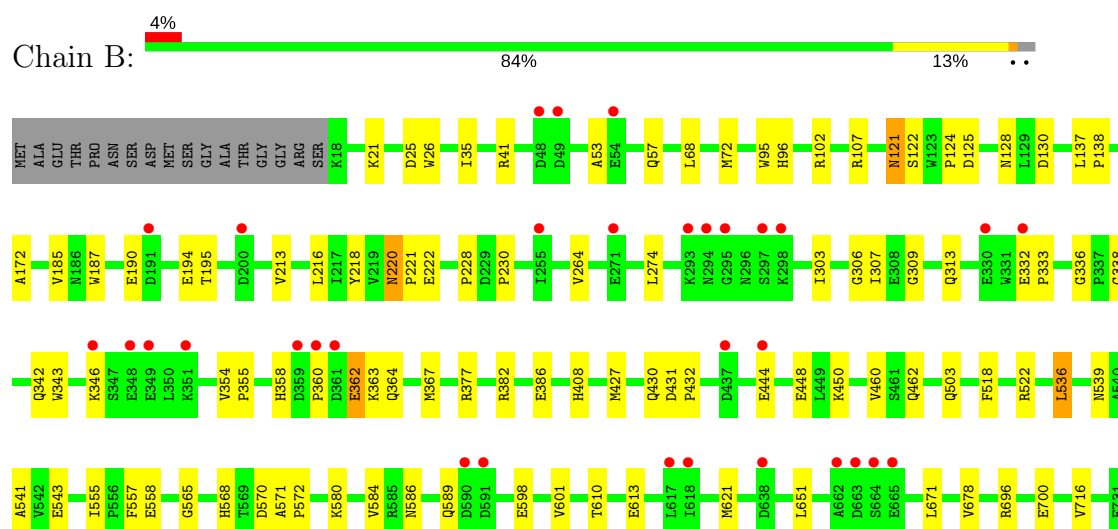 4%
Chain B:
84% 13% • •
MET ALA GLU THR PRO ASN SER ASP MET SER GLY ALA THR GLY GLY ARG SER K18 K21 D25 W26 I35 R41 D48 D49 A53 E54 Q57 L68 M72 W95 H96 R102 R107 N121 S122 W123 P124 D125 N128 L129 D130 L137 P138
A172 V185 N186 W187 E190 D191 E194 T195 D200 V213 L216 I217 Y218 V219 N220 P221 E222 P228 D229 P230 I255 V264 E271 L274 K293 N294 G295 N296 S297 K298 I303 G306 I307 E308 G309 Q313 E330 W331 E332 P333 G336 P337 G338
Q342 W343 K346 S347 E348 E349 L350 K351 V354 P355 H358 D359 P360 D361 E362 K363 Q364 M367 R377 R382 E386 H408 M427 Q430 D431 P432 D437 E444 E448 L449 K450 V460 S461 Q462 Q503 F518 R522 L536 N539 A540
A541 V542 E543 I555 P556 F557 E558 G565 H568 T569 D570 A571 P572 K580 V584 R585 N586 Q589 D590 D591 E598 V601 T610 E613 L617 I618 M621 D638 L651 A662 D663 S664 E665 L671 V678 R696 E700 V716